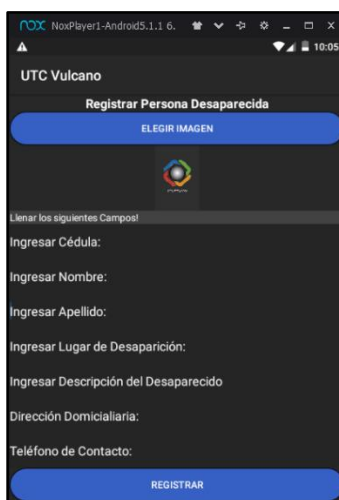 nox NoxPlayer1-Android5.1.1 6.
10:05
UTC Vulcano
Registrar Persona Desaparecida
ELEGIR IMAGEN
Llenar los siguientes Campos!
Ingresar Cédula:
Ingresar Nombre:
Ingresar Apellido:
Ingresar Lugar de Desaparición:
Ingresar Descripción del Desaparecido
Dirección Domicialiaria:
Teléfono de Contacto:
REGISTRAR